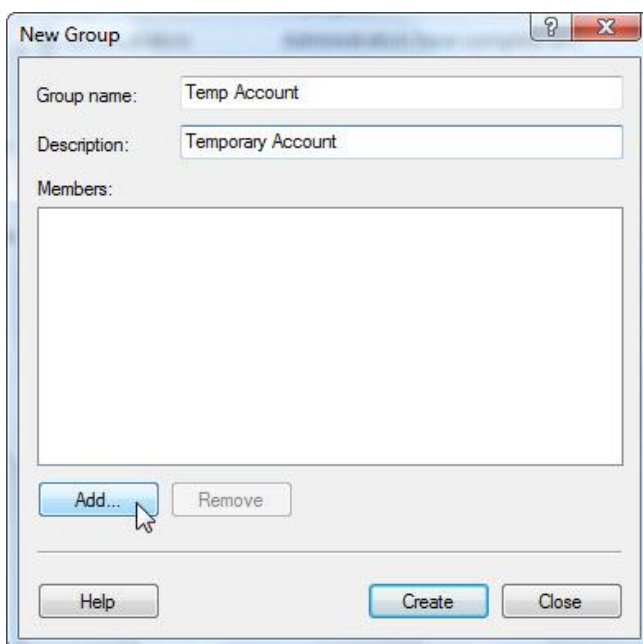 New Group
Group name: Temp Account
Description: Temporary Account
Members:
Add... Remove
Help Create Close